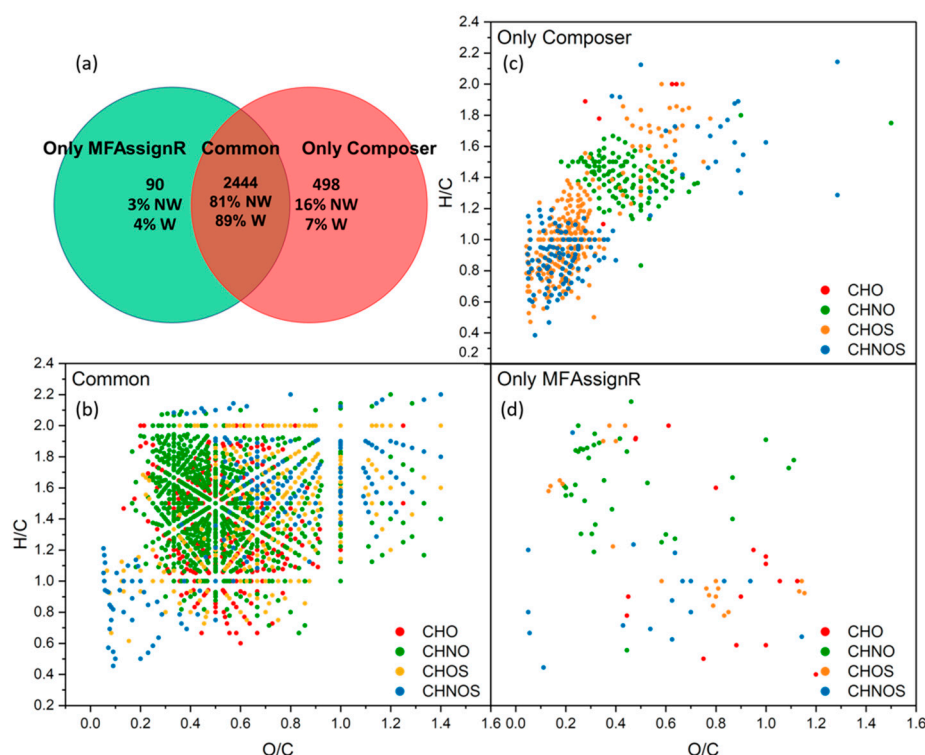 (a)
Only MFAssignR
Common
Only Composer
90
3% NW
4% W
2444
81% NW
89% W
498
16% NW
7% W
Only Composer
(c)
H/C
2.4
2.2
2.0
1.8
1.6
1.4
1.2
1.0
0.8
0.6
0.4
0.2
CHO
CHNO
CHOS
CHNOS
Common
(b)
H/C
2.4
2.2
2.0
1.8
1.6
1.4
1.2
1.0
0.8
0.6
0.4
0.2
CHO
CHNO
CHOS
CHNOS
0.0 0.2 0.4 0.6 0.8 1.0 1.2 1.4 1.6
O/C
Only MFAssignR
(d)
CHO
CHNO
CHOS
CHNOS
0.0 0.2 0.4 0.6 0.8 1.0 1.2 1.4 1.6
O/C